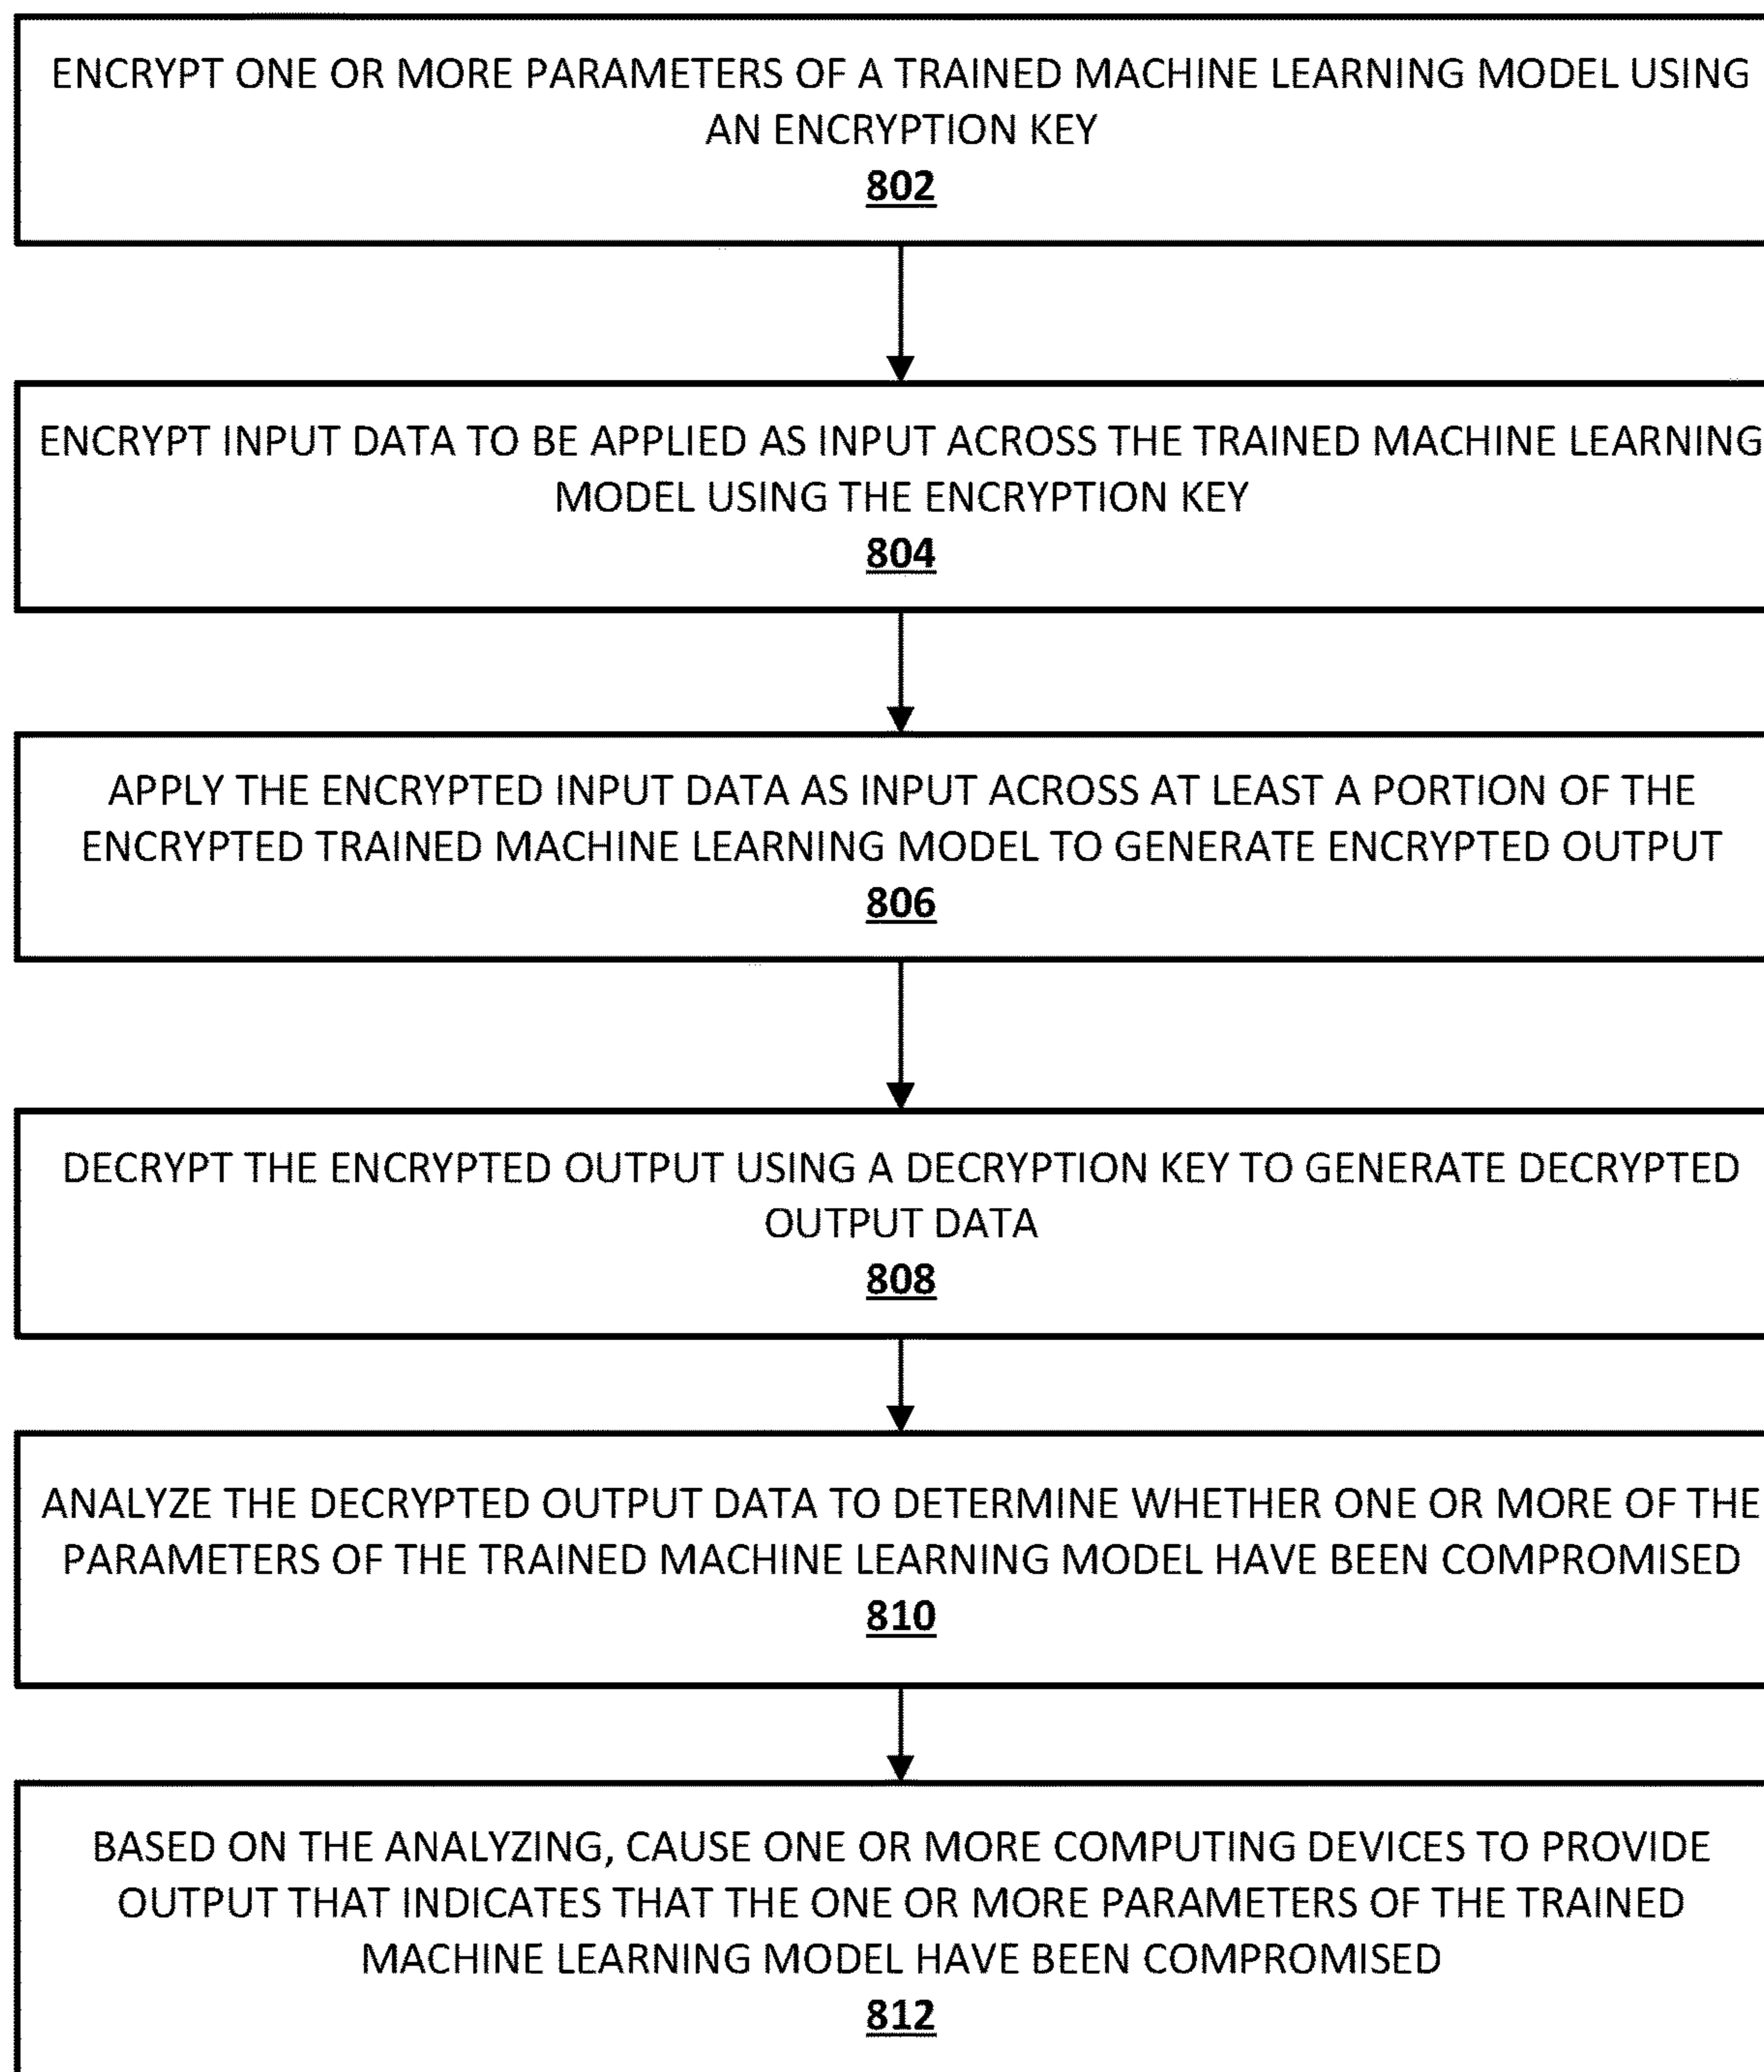 ENCRYPT ONE OR MORE PARAMETERS OF A TRAINED MACHINE LEARNING MODEL USING
AN ENCRYPTION KEY
802
ENCRYPT INPUT DATA TO BE APPLIED AS INPUT ACROSS THE TRAINED MACHINE LEARNING
MODEL USING THE ENCRYPTION KEY
804
APPLY THE ENCRYPTED INPUT DATA AS INPUT ACROSS AT LEAST A PORTION OF THE
ENCRYPTED TRAINED MACHINE LEARNING MODEL TO GENERATE ENCRYPTED OUTPUT
806
DECRYPT THE ENCRYPTED OUTPUT USING A DECRYPTION KEY TO GENERATE DECRYPTED
OUTPUT DATA
808
ANALYZE THE DECRYPTED OUTPUT DATA TO DETERMINE WHETHER ONE OR MORE OF THE
PARAMETERS OF THE TRAINED MACHINE LEARNING MODEL HAVE BEEN COMPROMISED
810
BASED ON THE ANALYZING, CAUSE ONE OR MORE COMPUTING DEVICES TO PROVIDE
OUTPUT THAT INDICATES THAT THE ONE OR MORE PARAMETERS OF THE TRAINED
MACHINE LEARNING MODEL HAVE BEEN COMPROMISED
812